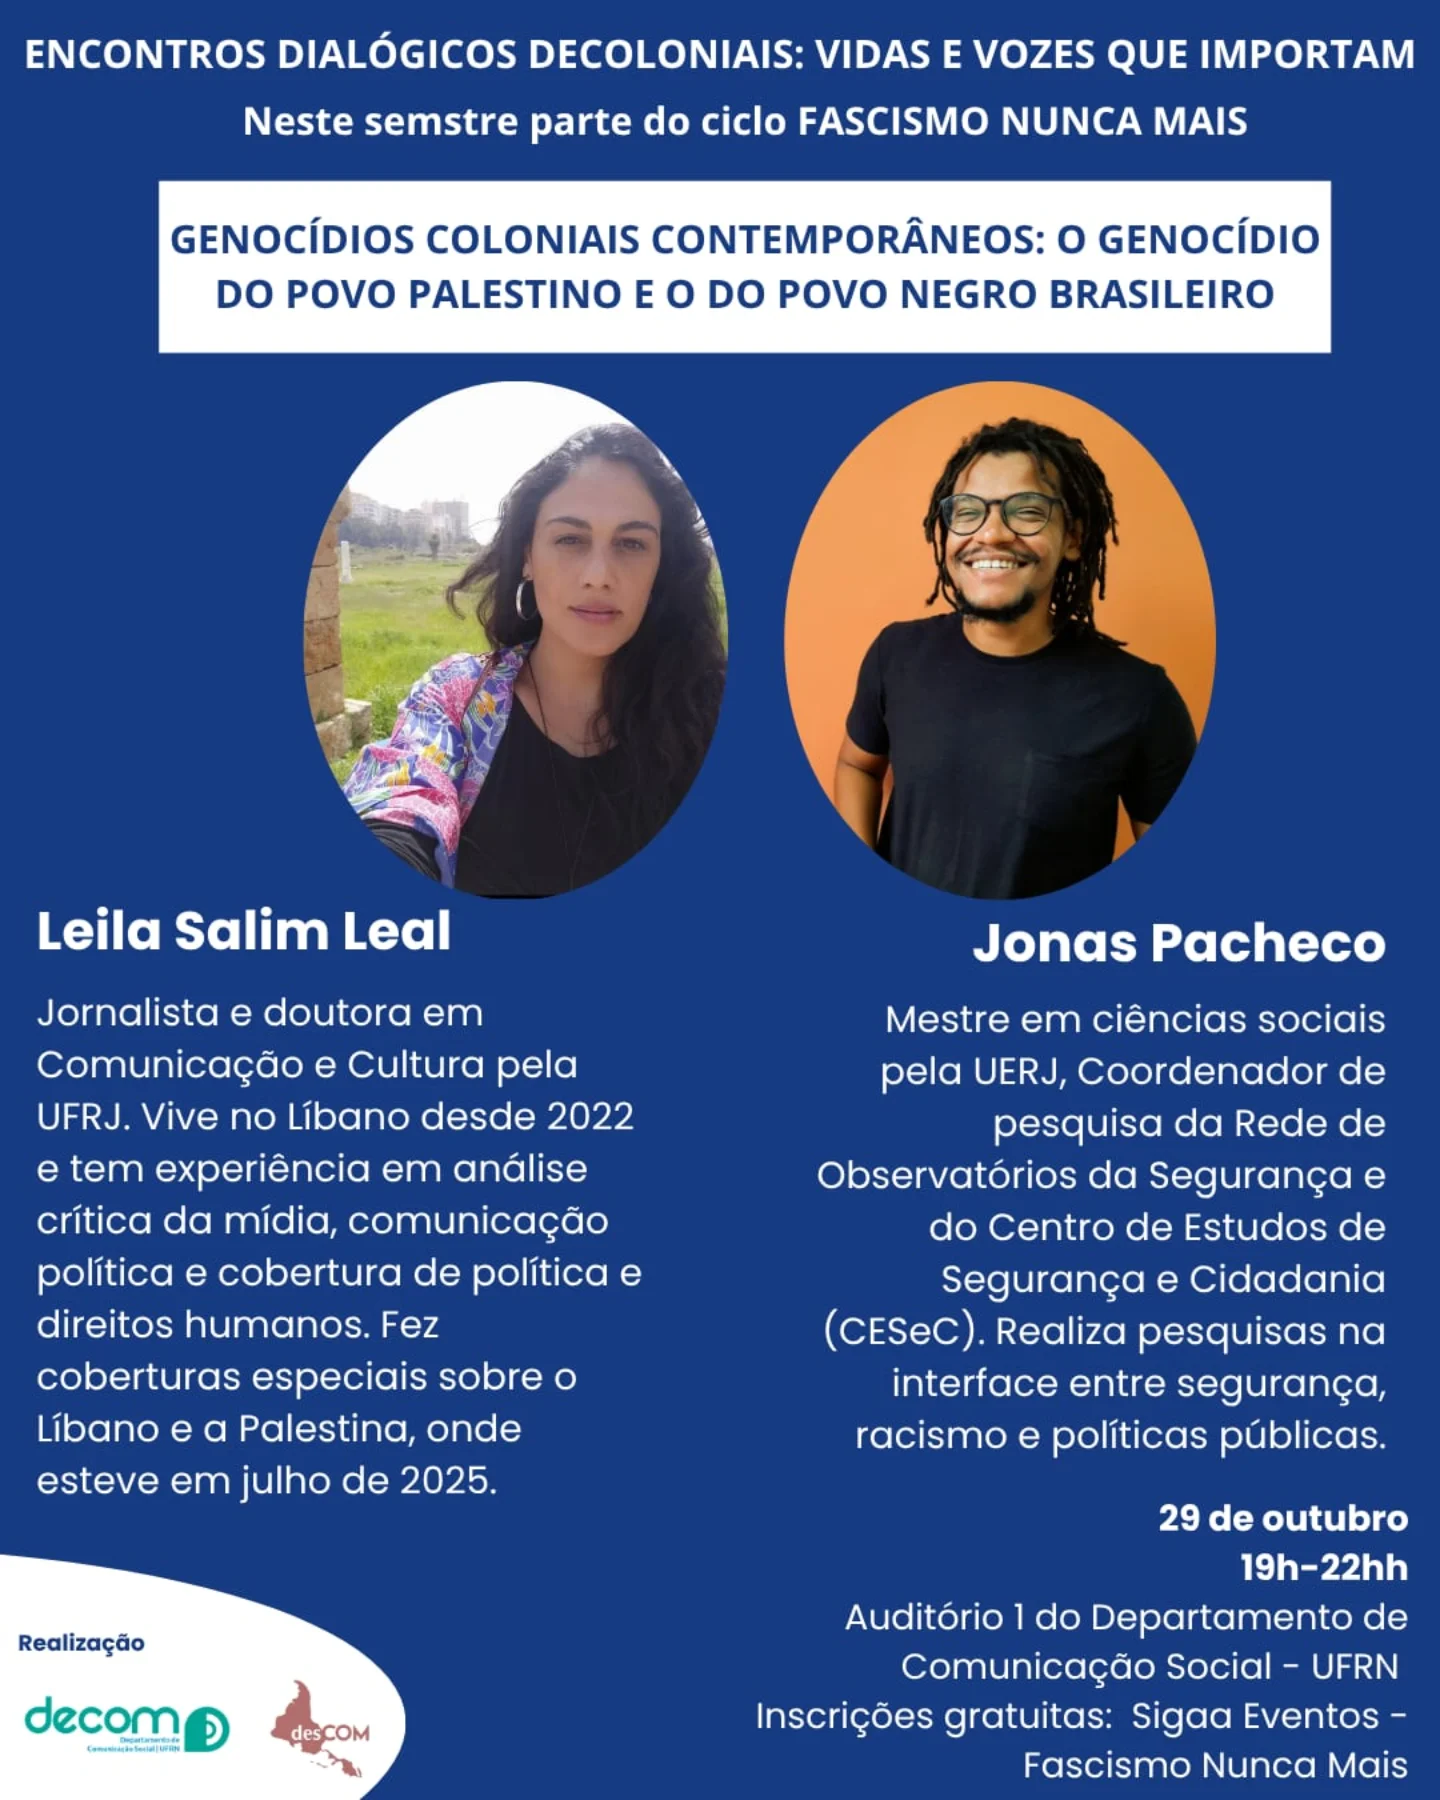 ENCONTROS DIALÓGICOS DECOLONIAIS: VIDAS E VOZES QUE IMPORTAM
Neste semstre parte do ciclo FASCISMO NUNCA MAIS
GENOCÍDIOS COLONIAIS CONTEMPORÂNEOS: O GENOCÍDIO
DO POVO PALESTINO E O DO POVO NEGRO BRASILEIRO
Leila Salim Leal
Jornalista e doutora em
Comunicação e Cultura pela
UFRJ. Vive no Líbano desde 2022
e tem experiência em análise
crítica da mídia, comunicação
política e cobertura de política e
direitos humanos. Fez
coberturas especiais sobre o
Líbano e a Palestina, onde
esteve em julho de 2025.
Jonas Pacheco
Mestre em ciências sociais
pela UERJ, Coordenador de
pesquisa da Rede de
Observatórios da Segurança e
do Centro de Estudos de
Segurança e Cidadania
(CESeC). Realiza pesquisas na
interface entre segurança,
racismo e políticas públicas.
29 de outubro
19h-22hh
Auditório 1 do Departamento de
Comunicação Social - UFRN
Inscrições gratuitas: Sigaa Eventos -
Fascismo Nunca Mais
Realização
decom
Departamento de
Comunicação Social | UFRN
desCOM